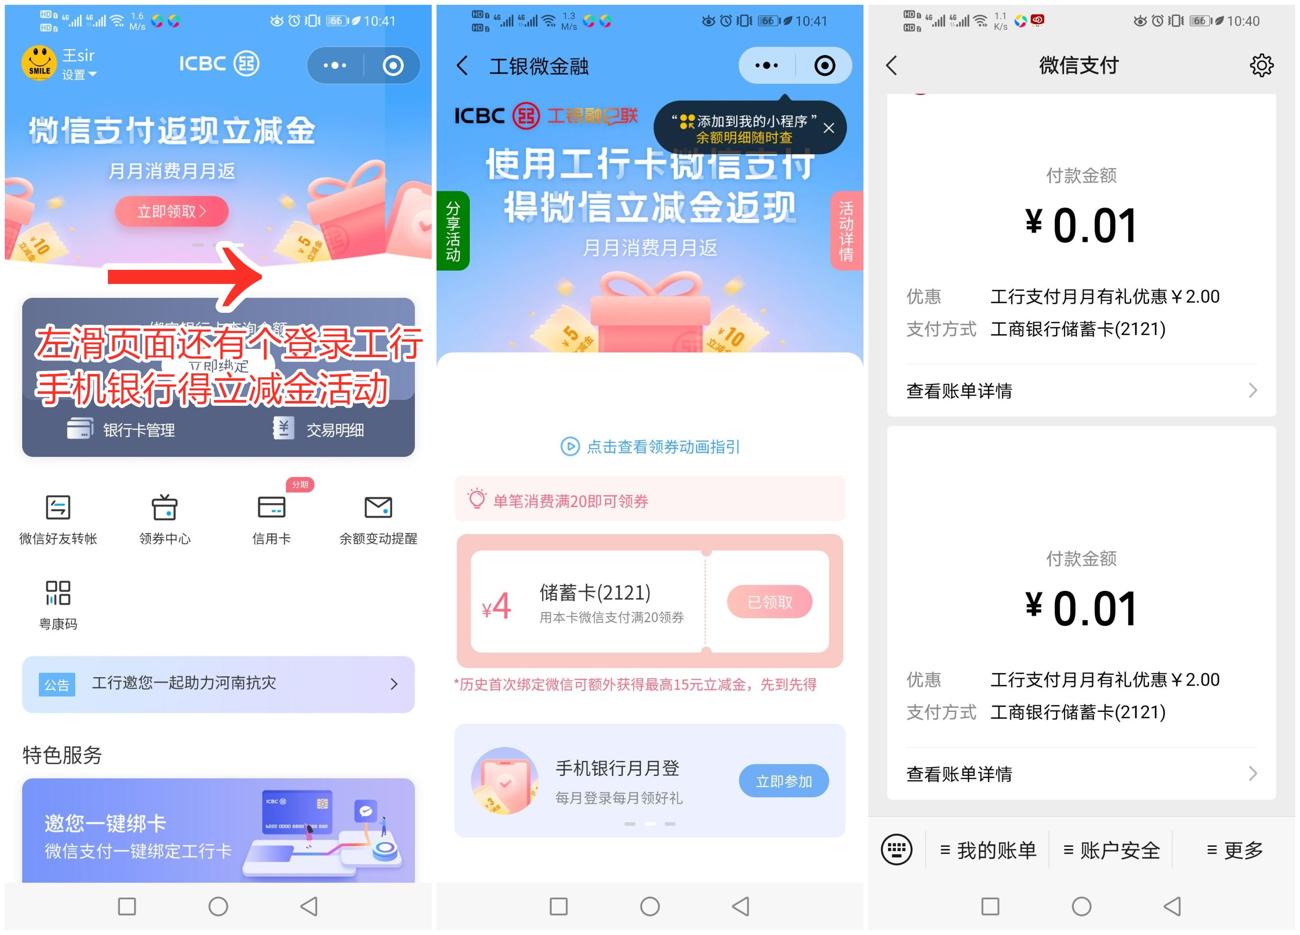 1.6
M/s
66
10:41
王sir
设置
SMILE
ICBC
微信支付返现立减金
月月消费月月返
立即领取
10
5
左滑页面还有个登录工行
手机银行得立减金活动
立即绑定
银行卡管理
交易明细
分期
微信好友转帐
领券中心
信用卡
余额变动提醒
粤康码
公告
工行邀您一起助力河南抗灾
特色服务
邀您一键绑卡
微信支付一键绑定工行卡
ICBC
1.3
M/s
66
10:41
工银微金融
ICBC
工银融e联
“添加到我的小程序”
余额明细随时查
使用工行卡微信支付
得微信立减金返现
月月消费月月返
分享活动
活动详情
5
10
点击查看领券动画指引
单笔消费满20即可领券
¥4
储蓄卡(2121)
用本卡微信支付满20领券
已领取
*历史首次绑定微信可额外获得最高15元立减金，先到先得
手机银行月月登
每月登录每月领好礼
立即参加
1.1
K/s
66
10:40
微信支付
付款金额
¥0.01
优惠 工行支付月月有礼优惠￥2.00
支付方式 工商银行储蓄卡(2121)
查看账单详情
付款金额
¥0.01
优惠 工行支付月月有礼优惠￥2.00
支付方式 工商银行储蓄卡(2121)
查看账单详情
我的账单
账户安全
更多